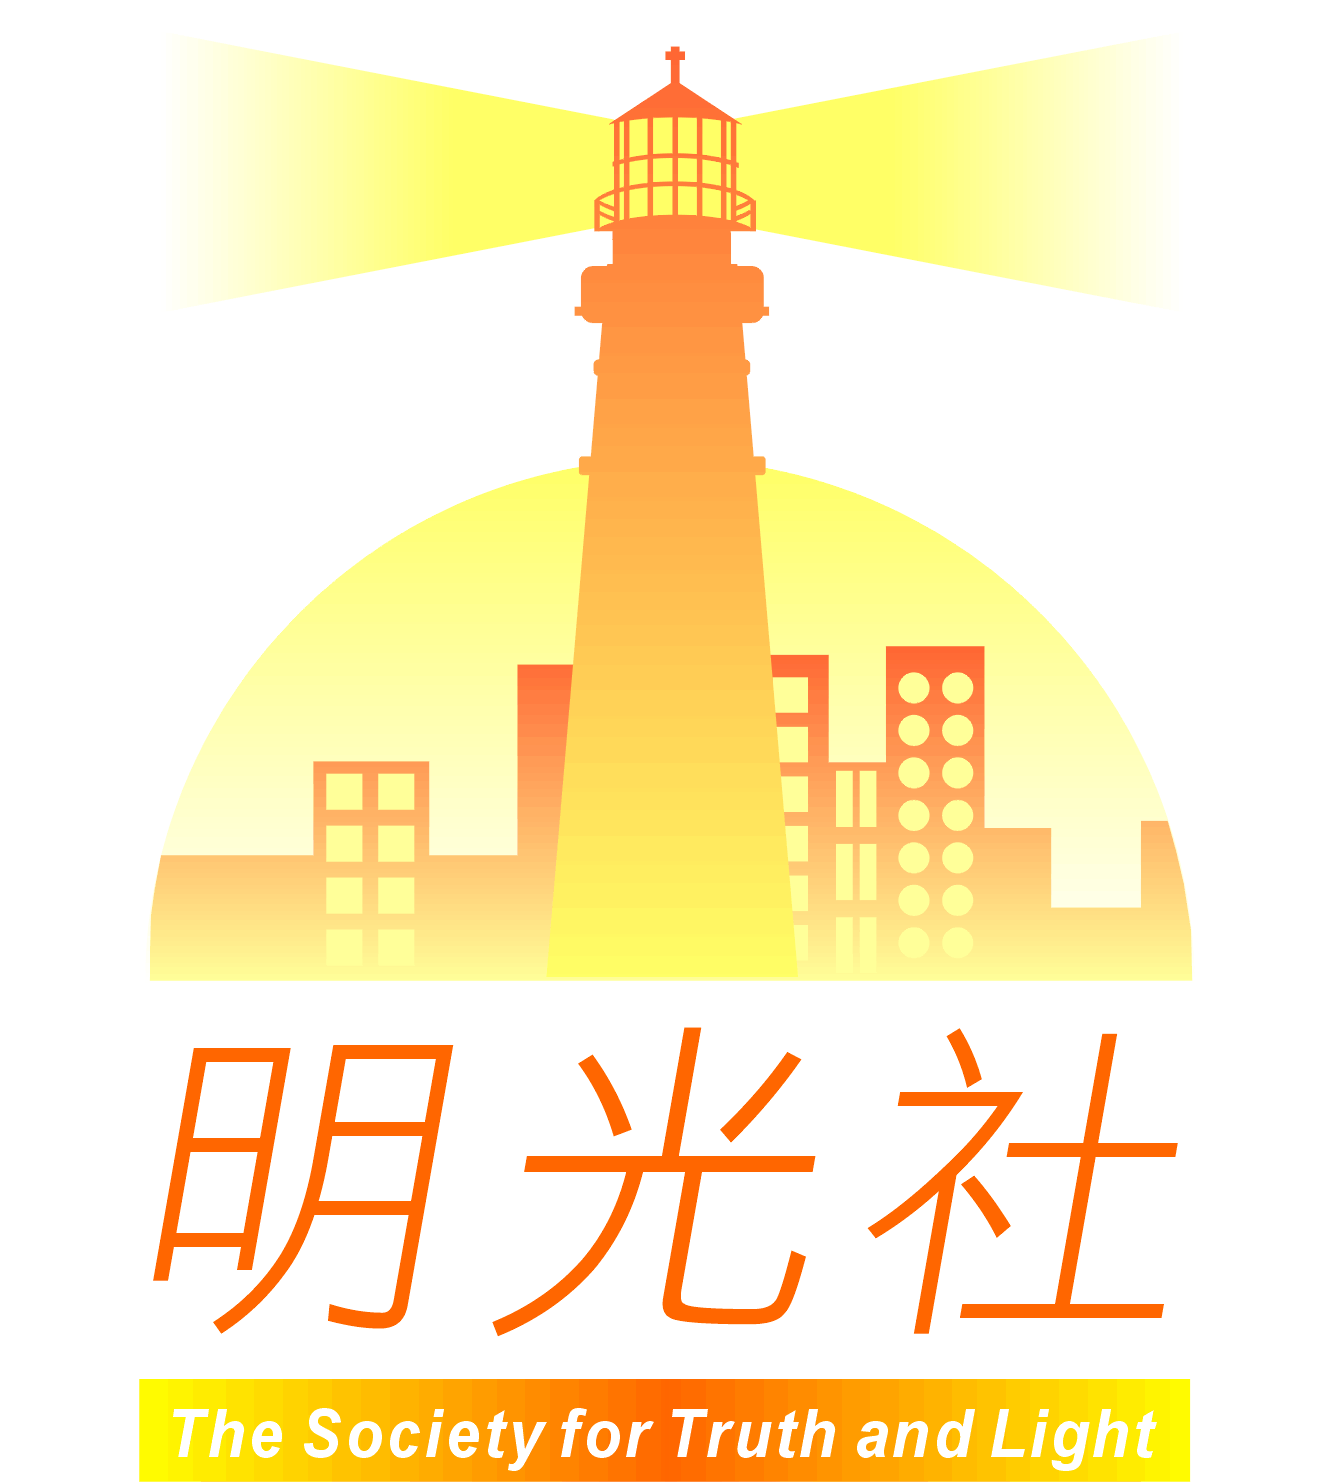 明光社
The Society for Truth and Light